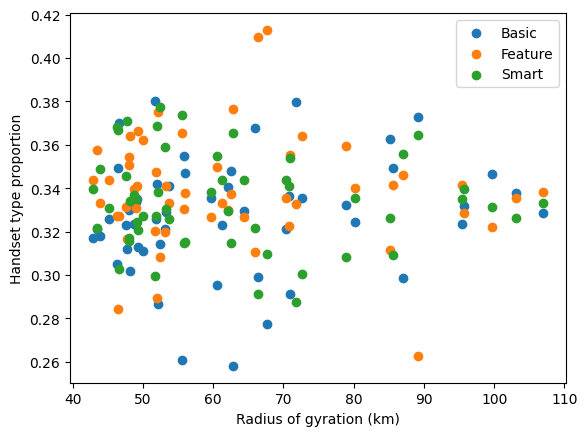 0.42
0.40
0.38
0.36
0.34
0.32
0.30
0.28
0.26
Handset type proportion
Basic
Feature
Smart
40 50 60 70 80 90 100 110
Radius of gyration (km)